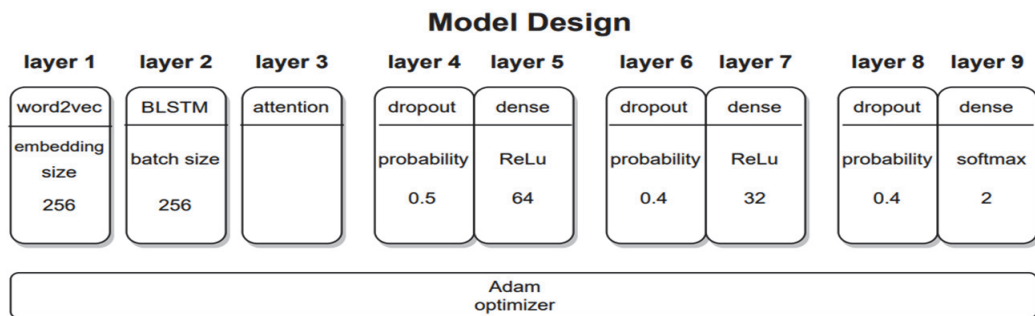 Model Design
layer 1 layer 2 layer 3 layer 4 layer 5 layer 6 layer 7 layer 8 layer 9
word2vec BLSTM attention dropout dense dropout dense dropout dense
embedding
size
batch size probability ReLu probability ReLu probability softmax
256 256 0.5 64 0.4 32 0.4 2
Adam
optimizer